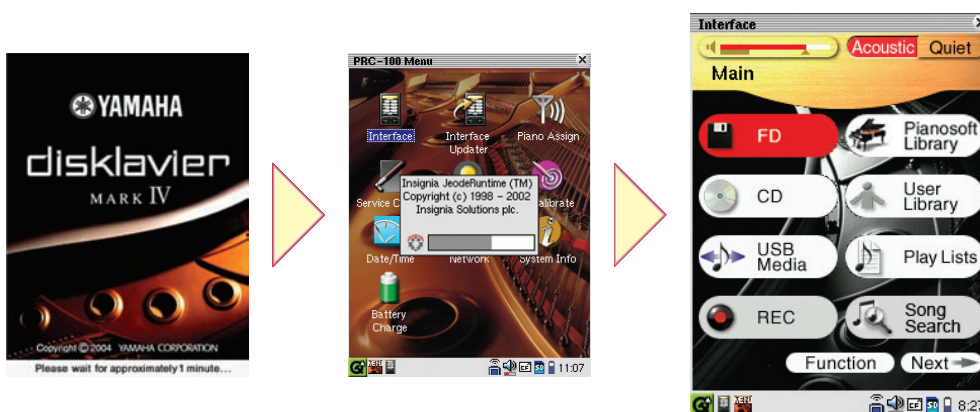 YAMAHA
disklavier
MARK IV
Copyright © 2004 YAMAHA CORPORATION
Please wait for approximately 1 minute...
PRC-100 Menu
Interface
Interface
Updater
Piano Assign
Insignia JeodeRuntime (TM)
Copyright (c) 1998 - 2002
Insignia Solutions plc.
Service C
alibrate
Date/Time
Network
System Info
Battery
Charge
11:07
Interface
Acoustic
Quiet
Main
FD
Pianosoft
Library
CD
User
Library
USB
Media
Play Lists
REC
Song
Search
Function
Next